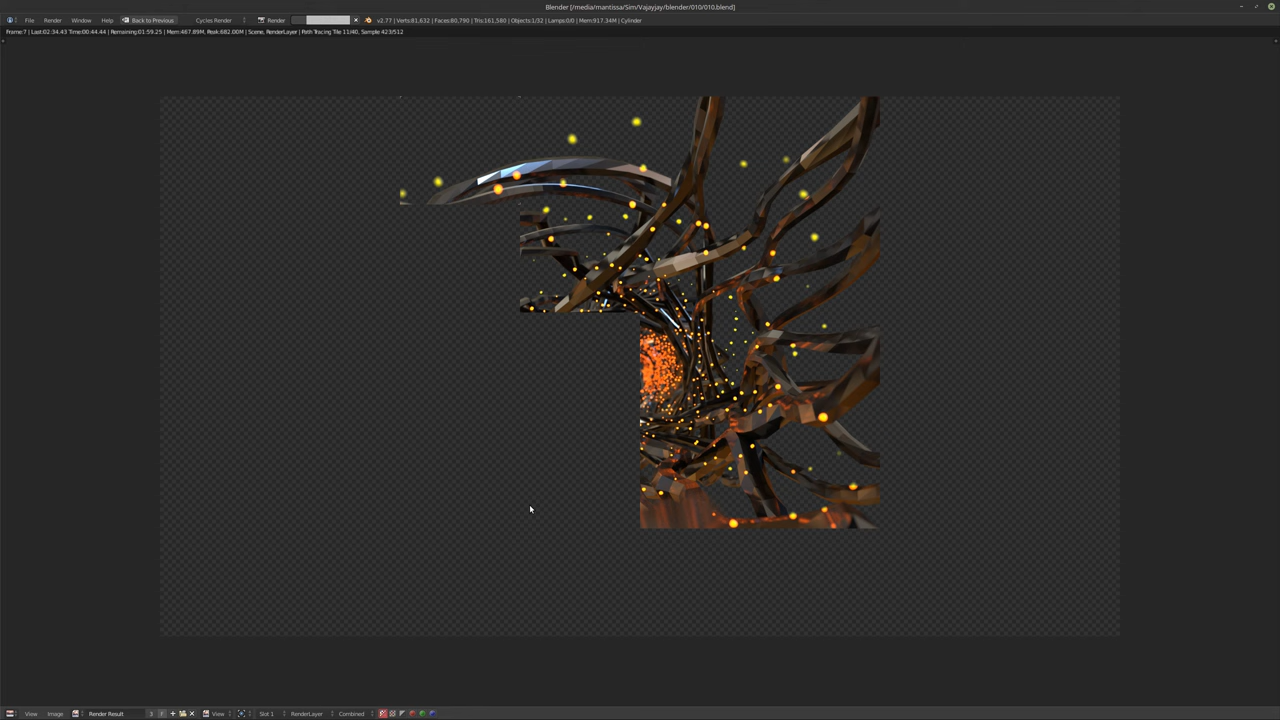 Blender [/media/mantissa/Sim/Vajayjay/blender/010/010.blend]
File Render Window Help Back to Previous Cycles Render Render v2.77 | Verts:81,632 | Faces:80,790 | Tris:161,580 | Objects:1/32 | Lamps:0/0 | Mem:917.34M | Cylinder
Frame:7 | Last:02:34.43 Time:00:44.44 | Remaining:01:59.25 | Mem:467.89M, Peak:682.00M | Scene, RenderLayer | Path Tracing Tile 11/40, Sample 423/512
View Image Render Result 3 F View Slot 1 RenderLayer Combined